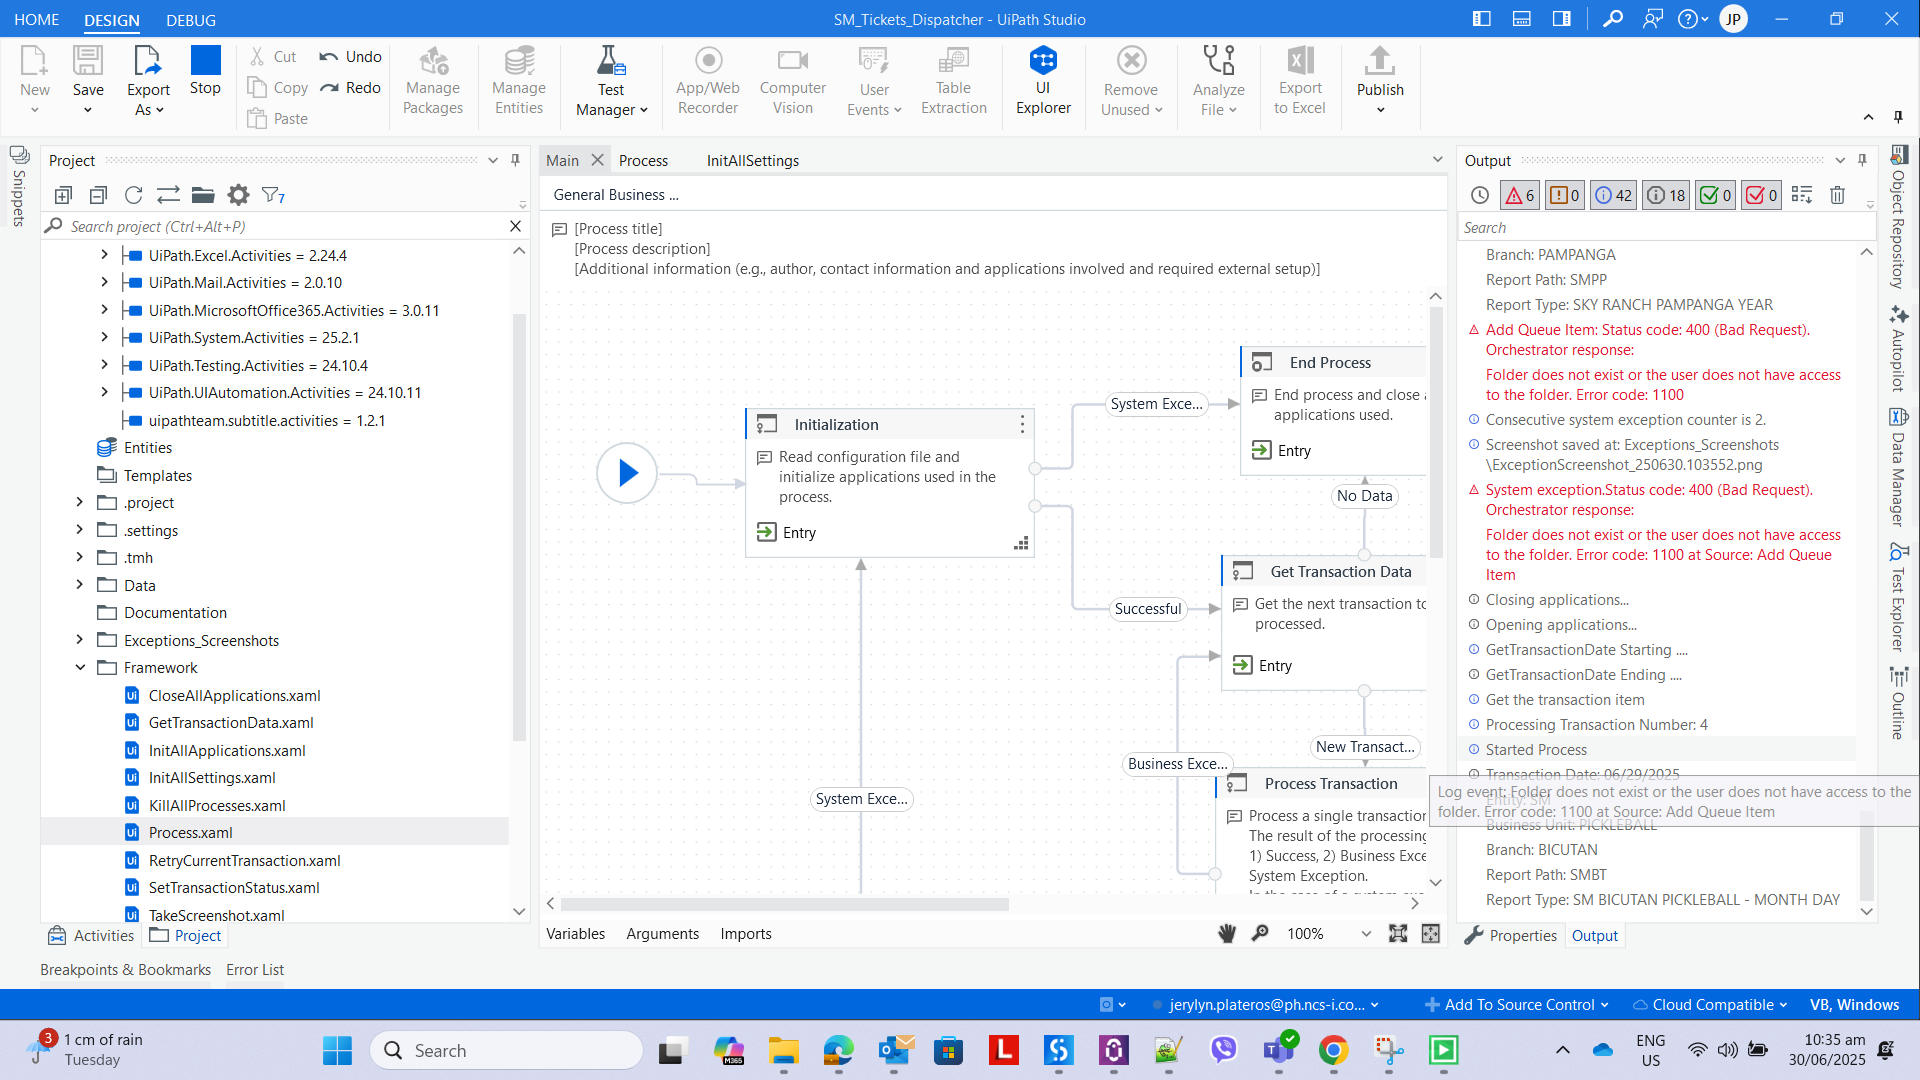 HOME DESIGN DEBUG
SM_Tickets_Dispatcher - UiPath Studio
JP
New
Save
Export
As
Stop
Cut
Copy
Paste
Undo
Redo
Manage
Packages
Manage
Entities
Test
Manager
App/Web
Recorder
Computer
Vision
User
Events
Table
Extraction
UI
Explorer
Remove
Unused
Analyze
File
Export
to Excel
Publish
Snippets
Project
7
Search project (Ctrl+Alt+P)
UiPath.Excel.Activities = 2.24.4
UiPath.Mail.Activities = 2.0.10
UiPath.MicrosoftOffice365.Activities = 3.0.11
UiPath.System.Activities = 25.2.1
UiPath.Testing.Activities = 24.10.4
UiPath.UIAutomation.Activities = 24.10.11
uipathteam.subtitle.activities = 1.2.1
Entities
Templates
.project
.settings
.tmh
Data
Documentation
Exceptions_Screenshots
Framework
CloseAllApplications.xaml
GetTransactionData.xaml
InitAllApplications.xaml
InitAllSettings.xaml
KillAllProcesses.xaml
Process.xaml
RetryCurrentTransaction.xaml
SetTransactionStatus.xaml
TakeScreenshot.xaml
Activities
Project
Main
Process
InitAllSettings
General Business ...
[Process title]
[Process description]
[Additional information (e.g., author, contact information and applications involved and required external setup)]
Initialization
Read configuration file and
initialize applications used in the
process.
Entry
System Exce...
End Process
End process and close
applications used.
Entry
No Data
Successful
Get Transaction Data
Get the next transaction to
processed.
Entry
New Transact...
Business Exce...
System Exce...
Process Transaction
Process a single transaction
The result of the processing
1) Success, 2) Business Exce
System Exception.
Variables
Arguments
Imports
100%
Output
6
0
42
18
0
0
Search
Branch: PAMPANGA
Report Path: SMPP
Report Type: SKY RANCH PAMPANGA YEAR
Add Queue Item: Status code: 400 (Bad Request).
Orchestrator response:
Folder does not exist or the user does not have access
to the folder. Error code: 1100
Consecutive system exception counter is 2.
Screenshot saved at: Exceptions_Screenshots
\ExceptionScreenshot_250630.103552.png
System exception.Status code: 400 (Bad Request).
Orchestrator response:
Folder does not exist or the user does not have access
to the folder. Error code: 1100 at Source: Add Queue
Item
Closing applications...
Opening applications...
GetTransactionDate Starting ....
GetTransactionDate Ending ....
Get the transaction item
Processing Transaction Number: 4
Started Process
Transaction Date: 06/29/2025
Log event: Folder does not exist or the user does not have access to the
folder. Error code: 1100 at Source: Add Queue Item
Entity: SM
Business Unit: PICKLEBALL
Branch: BICUTAN
Report Path: SMBT
Report Type: SM BICUTAN PICKLEBALL - MONTH DAY
Properties
Output
Object Repository
Autopilot
Data Manager
Test Explorer
Outline
Breakpoints & Bookmarks
Error List
jerylyn.plateros@ph.ncs-i.co...
Add To Source Control
Cloud Compatible
VB, Windows
3
1 cm of rain
Tuesday
Search
M365
L
ENG
US
10:35 am
30/06/2025